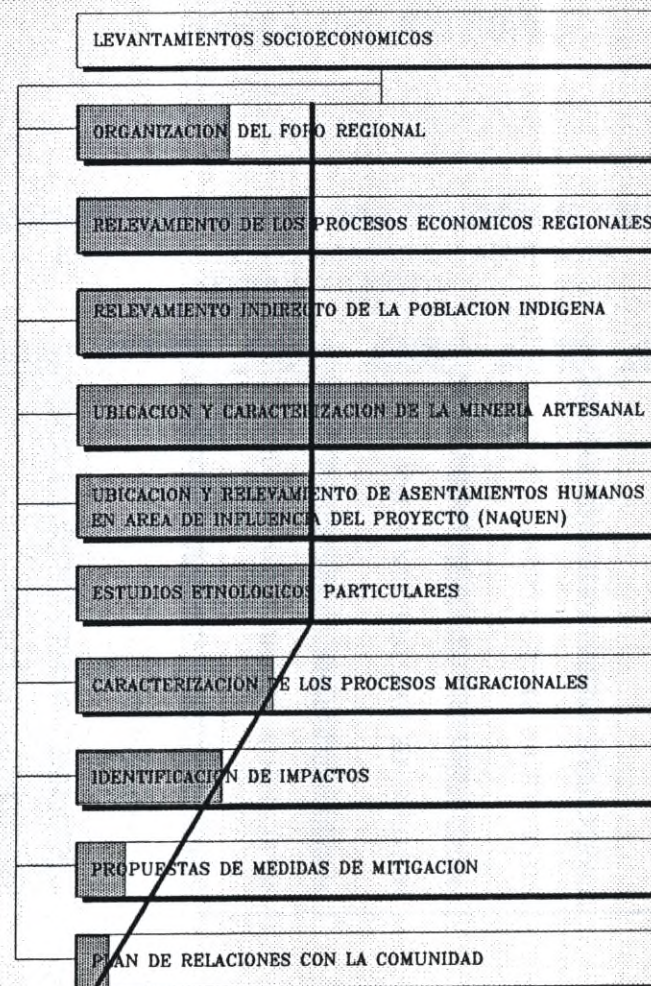 LEVANTAMIENTOS SOCIOECONOMICOS
ORGANIZACION DEL FORO REGIONAL
RELEVAMIENTO DE LOS PROCESOS ECONOMICOS REGIONALES
RELEVAMIENTO INDIRECTO DE LA POBLACION INDIGENA
UBICACION Y CARACTERIZACION DE LA MINERIA ARTESANAL
UBICACION Y RELEVAMIENTO DE ASENTAMIENTOS HUMANOS
EN AREA DE INFLUENCIA DEL PROYECTO (NAQUEN)
ESTUDIOS ETNOLOGICOS PARTICULARES
CARACTERIZACION DE LOS PROCESOS MIGRACIONALES
IDENTIFICACION DE IMPACTOS
PROPUESTAS DE MEDIDAS DE MITIGACION
PLAN DE RELACIONES CON LA COMUNIDAD